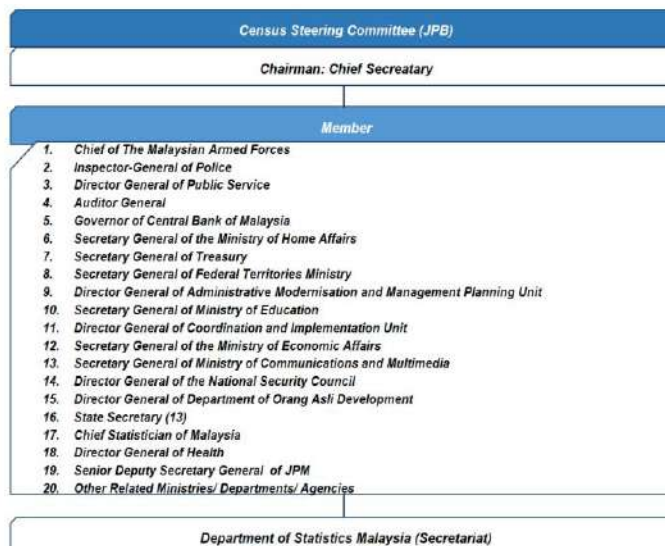 Census Steering Committee (JPB)
Chairman: Chief Secreatary
Member
1. Chief of The Malaysian Armed Forces
2. Inspector-General of Police
3. Director General of Public Service
4. Auditor General
5. Governor of Central Bank of Malaysia
6. Secretary General of the Ministry of Home Affairs
7. Secretary General of Treasury
8. Secretary General of Federal Territories Ministry
9. Director General of Administrative Modernisation and Management Planning Unit
10. Secretary General of Ministry of Education
11. Director General of Coordination and Implementation Unit
12. Secretary General of the Ministry of Economic Affairs
13. Secretary General of Ministry of Communications and Multimedia
14. Director General of the National Security Council
15. Director General of Department of Orang Asli Development
16. State Secretary (13)
17. Chief Statistician of Malaysia
18. Director General of Health
19. Senior Deputy Secretary General of JPM
20. Other Related Ministries/ Departments/ Agencies
Department of Statistics Malaysia (Secretariat)